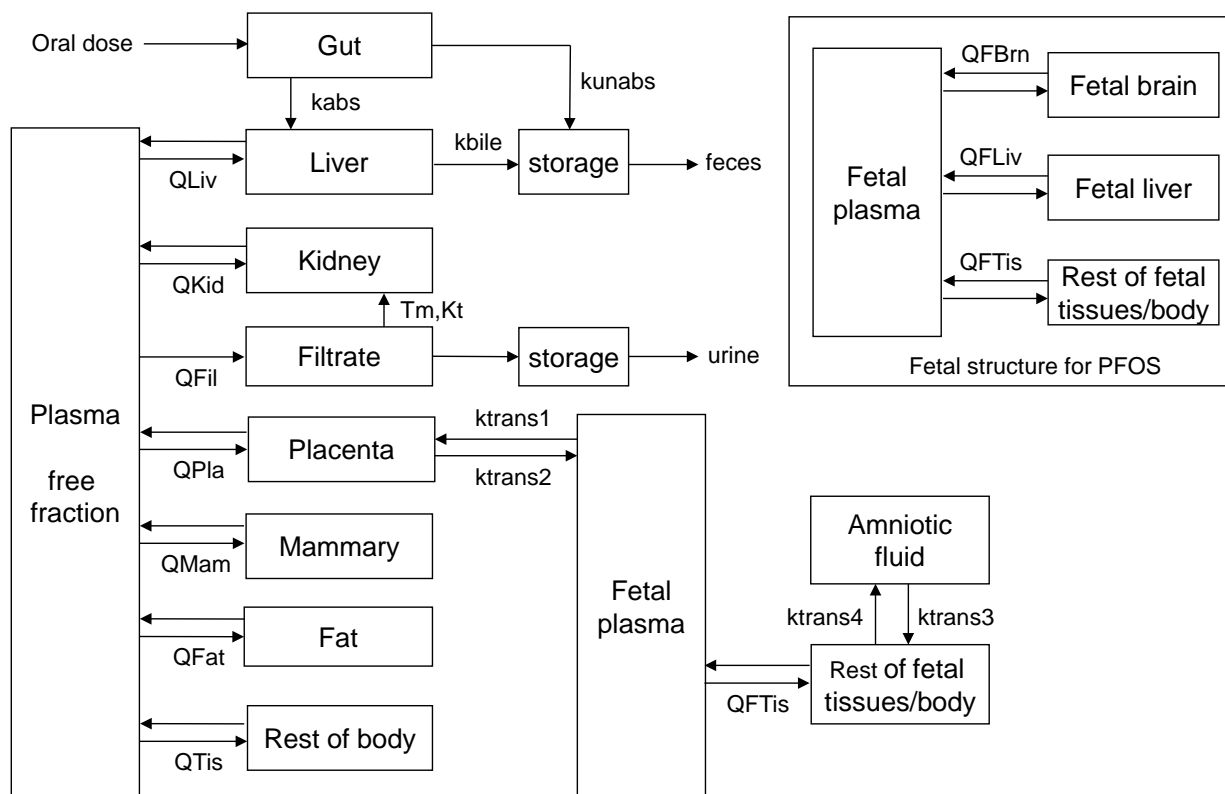 Oral dose
Gut
kabs
kunabs
QLiv
Liver
kbile
storage
feces
QKid
Kidney
Tm,Kt
QFil
Filtrate
storage
urine
Plasma
free
fraction
QPla
Placenta
ktrans1
ktrans2
QMam
Mammary
QFat
Fat
QTis
Rest of body
Fetal
plasma
QFTis
Amniotic
fluid
ktrans4
ktrans3
Rest of fetal
tissues/body
Fetal
plasma
QFBrn
Fetal brain
QFLiv
Fetal liver
QFTis
Rest of fetal
tissues/body
Fetal structure for PFOS